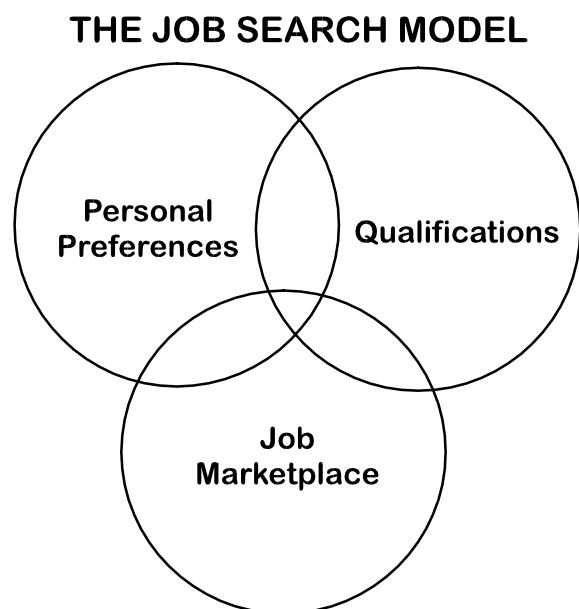 THE JOB SEARCH MODEL
Personal
Preferences
Qualifications
Job
Marketplace